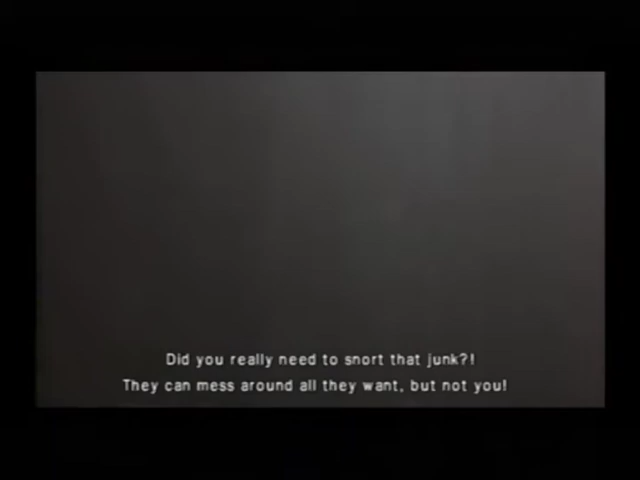 Did you really need to snort that junk?!
They can mess around all they want, but not you!